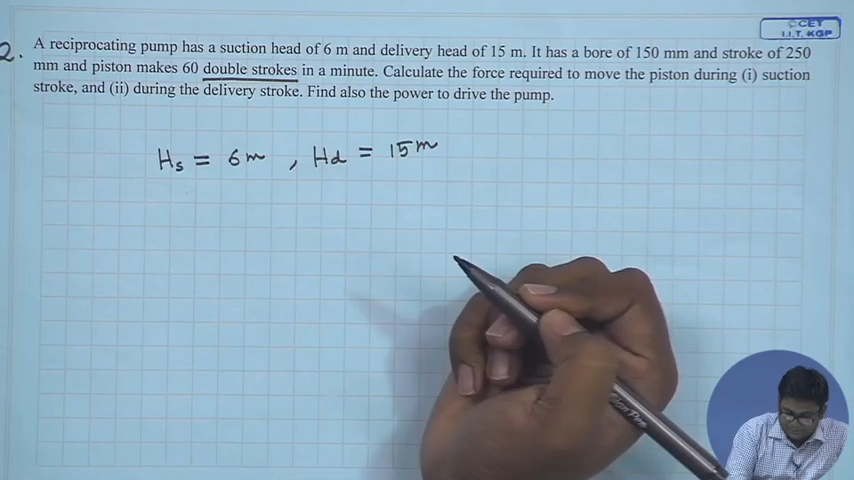 © CET
I.I.T. KGP
2. A reciprocating pump has a suction head of 6 m and delivery head of 15 m. It has a bore of 150 mm and stroke of 250
mm and piston makes 60 double strokes in a minute. Calculate the force required to move the piston during (i) suction
stroke, and (ii) during the delivery stroke. Find also the power to drive the pump.
Hs = 6m , Hd = 15m